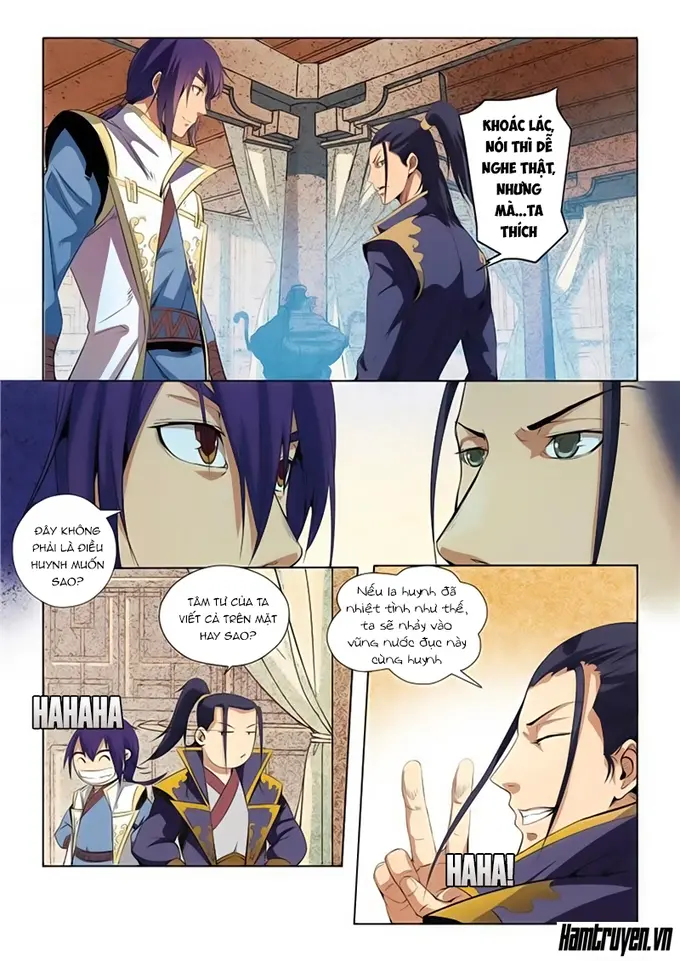 KHOÁC LÁC,
NÓI THÌ DỄ
NGHE THẬT,
NHƯNG
MÀ...TA
THÍCH
ĐÂY KHÔNG
PHẢI LÀ ĐIỀU
HUYNH MUỐN
SAO?
TÂM TƯ CỦA TA
VIẾT CẢ TRÊN MẶT
HAY SAO?
Nếu la huynh đã
nhiệt tình như thế,
ta sẽ nhảy vào
vũng nước đục này
cùng huynh
HAHAHA
HAHA!
Hamtruyen.vn